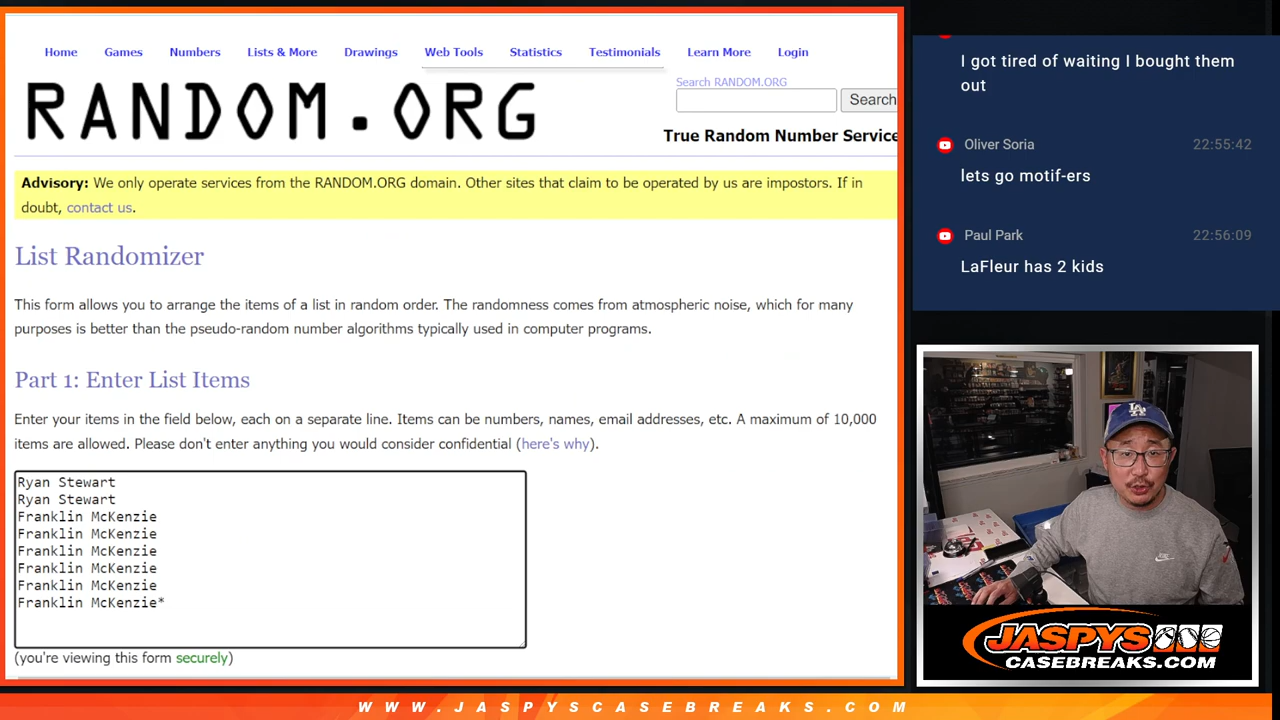 Home Games Numbers Lists & More Drawings Web Tools Statistics Testimonials Learn More Login
RANDOM.ORG
Search RANDOM.ORG
Search
True Random Number Service
Advisory: We only operate services from the RANDOM.ORG domain. Other sites that claim to be operated by us are impostors. If in
doubt, contact us.
List Randomizer
This form allows you to arrange the items of a list in random order. The randomness comes from atmospheric noise, which for many
purposes is better than the pseudo-random number algorithms typically used in computer programs.
Part 1: Enter List Items
Enter your items in the field below, each on a separate line. Items can be numbers, names, email addresses, etc. A maximum of 10,000
items are allowed. Please don't enter anything you would consider confidential (here's why).
Ryan Stewart
Ryan Stewart
Franklin McKenzie
Franklin McKenzie
Franklin McKenzie
Franklin McKenzie
Franklin McKenzie
Franklin McKenzie*
(you're viewing this form securely)
I got tired of waiting I bought them
out
Oliver Soria 22:55:42
lets go motif-ers
Paul Park 22:56:09
LaFleur has 2 kids
JASPYS
CASEBREAKS.COM
WWW.JASPYSCASEBREAKS.COM